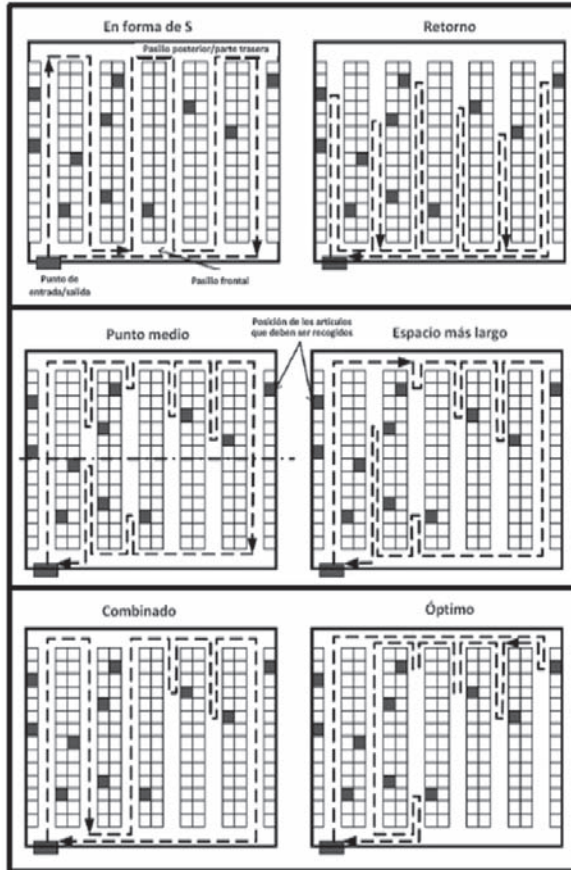 En forma de S
Retorno
Pasillo posterior/parte trasera
Punto de
entrada/salida
Pasillo frontal
Punto medio
Posición de los artículos
que deben ser recogidos
Espacio más largo
Combinado
Óptimo